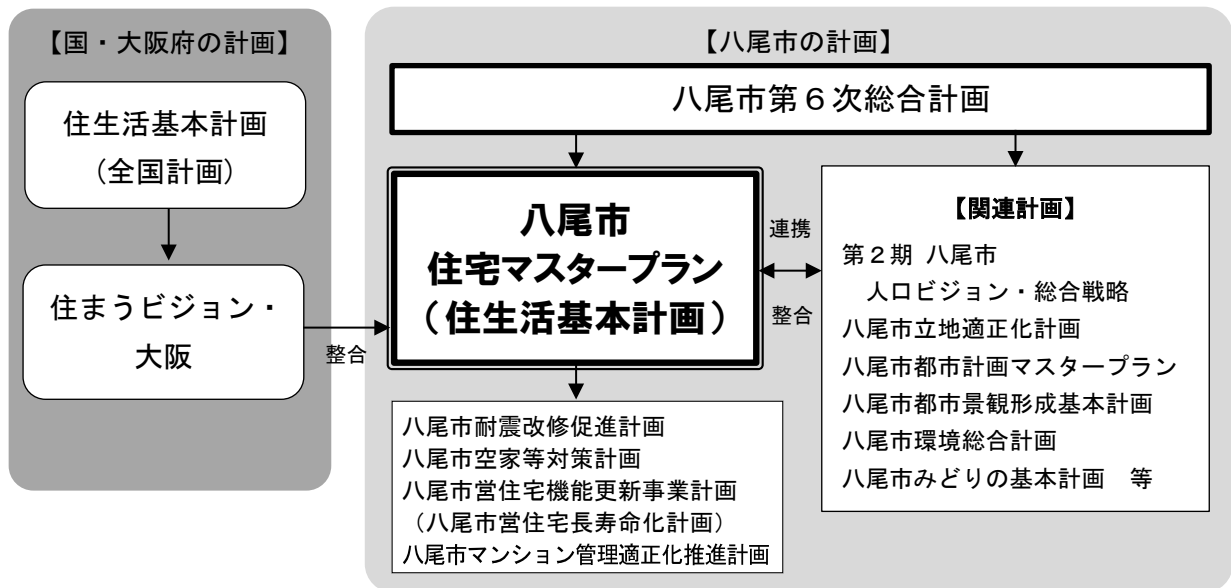 【国・大阪府の計画】
住生活基本計画
(全国計画)
住まうビジョン・
大阪
整合
【八尾市の計画】
八尾市第6次総合計画
八尾市
住宅マスタープラン
(住生活基本計画)
連携
整合
【関連計画】
第2期 八尾市
人口ビジョン・総合戦略
八尾市立地適正化計画
八尾市都市計画マスタープラン
八尾市都市景観形成基本計画
八尾市環境総合計画
八尾市みどりの基本計画 等
八尾市耐震改修促進計画
八尾市空家等対策計画
八尾市営住宅機能更新事業計画
(八尾市営住宅長寿命化計画)
八尾市マンション管理適正化推進計画